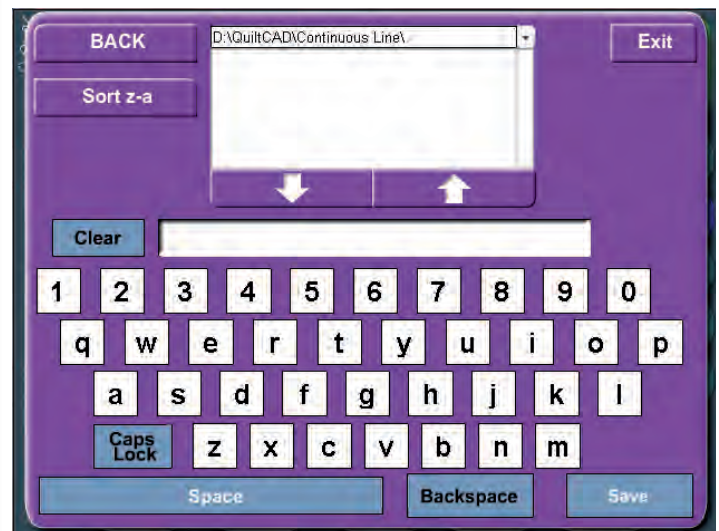 BACK
D:\QuiltCAD\Continuous Line\
Exit
Sort z-a
Clear
1 2 3 4 5 6 7 8 9 0
q w e r t y u i o p
a s d f g h j k l
Caps
Lock
z x c v b n m
Space Backspace Save